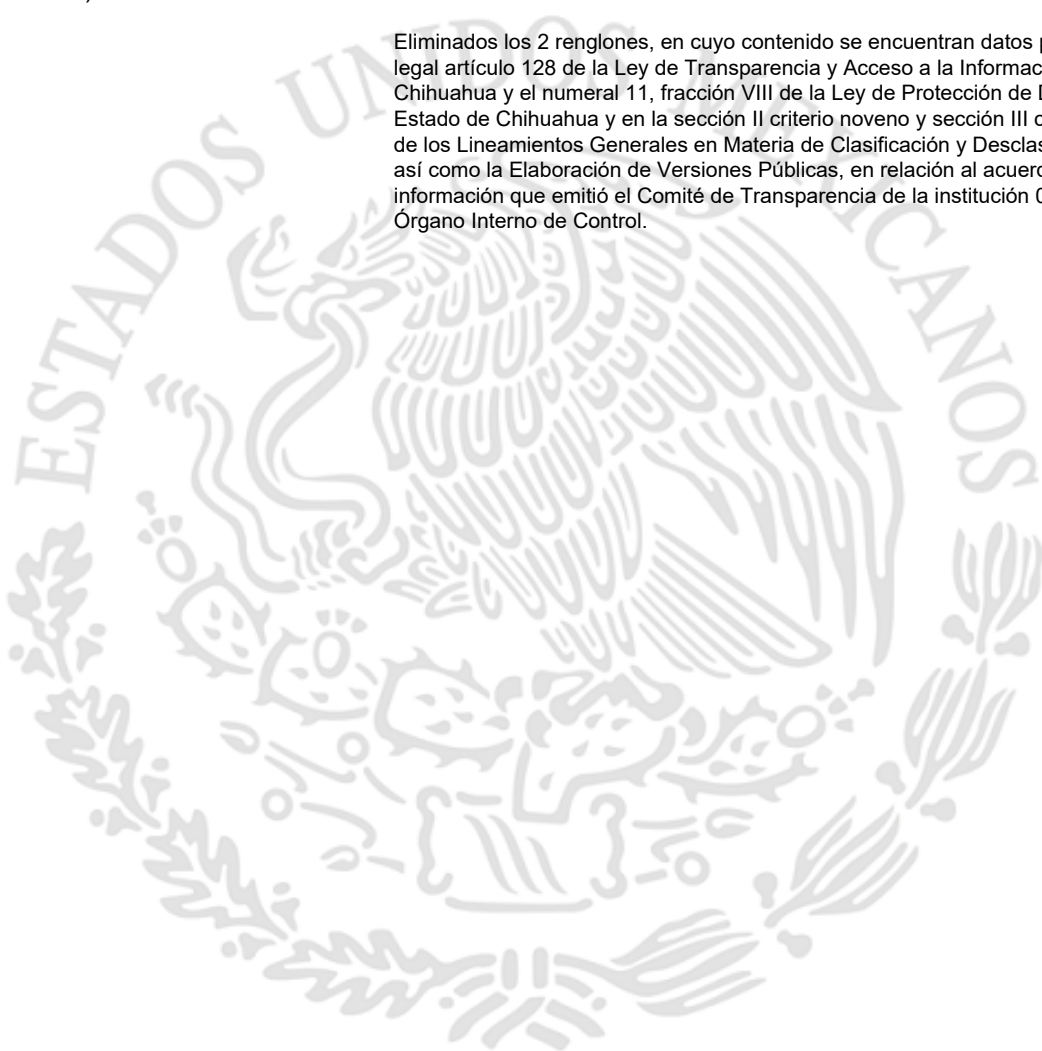 Eliminados los 2 renglones, en cuyo contenido se encuentran datos
legal artículo 128 de la Ley de Transparencia y Acceso a la
Chihuahua y el numeral 11, fracción VIII de la Ley de Protección de
Estado de Chihuahua y en la sección II criterio noveno y sección III
de los Lineamientos Generales en Materia de Clasificación y
así como la Elaboración de Versiones Públicas, en relación al
información que emitió el Comité de Transparencia de la institución
Órgano Interno de Control.
ESTADOS UNIDOS MEXICANOS